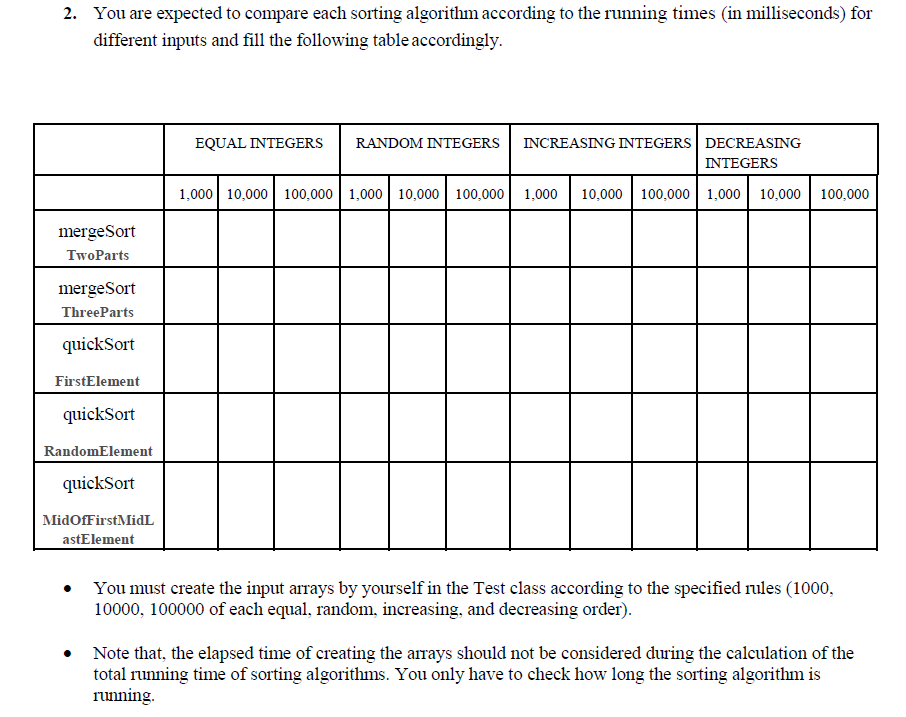 2. You are expected to compare each sorting algorithm according to the running times (in milliseconds) for
different inputs and fill the following table accordingly.
EQUAL INTEGERS RANDOM INTEGERS INCREASING INTEGERS DECREASING
INTEGERS
1,000 10,000 100,000 1,000 10,000 100,000 1,000 10,000 100,000 1,000 10,000 100,000
mergeSort
TwoParts
mergeSort
ThreeParts
quickSort
FirstElement
quickSort
RandomElement
quickSort
MidOfFirstMidL
astElement
• You must create the input arrays by yourself in the Test class according to the specified rules (1000,
10000, 100000 of each equal, random, increasing, and decreasing order).
• Note that, the elapsed time of creating the arrays should not be considered during the calculation of the
total running time of sorting algorithms. You only have to check how long the sorting algorithm is
running.